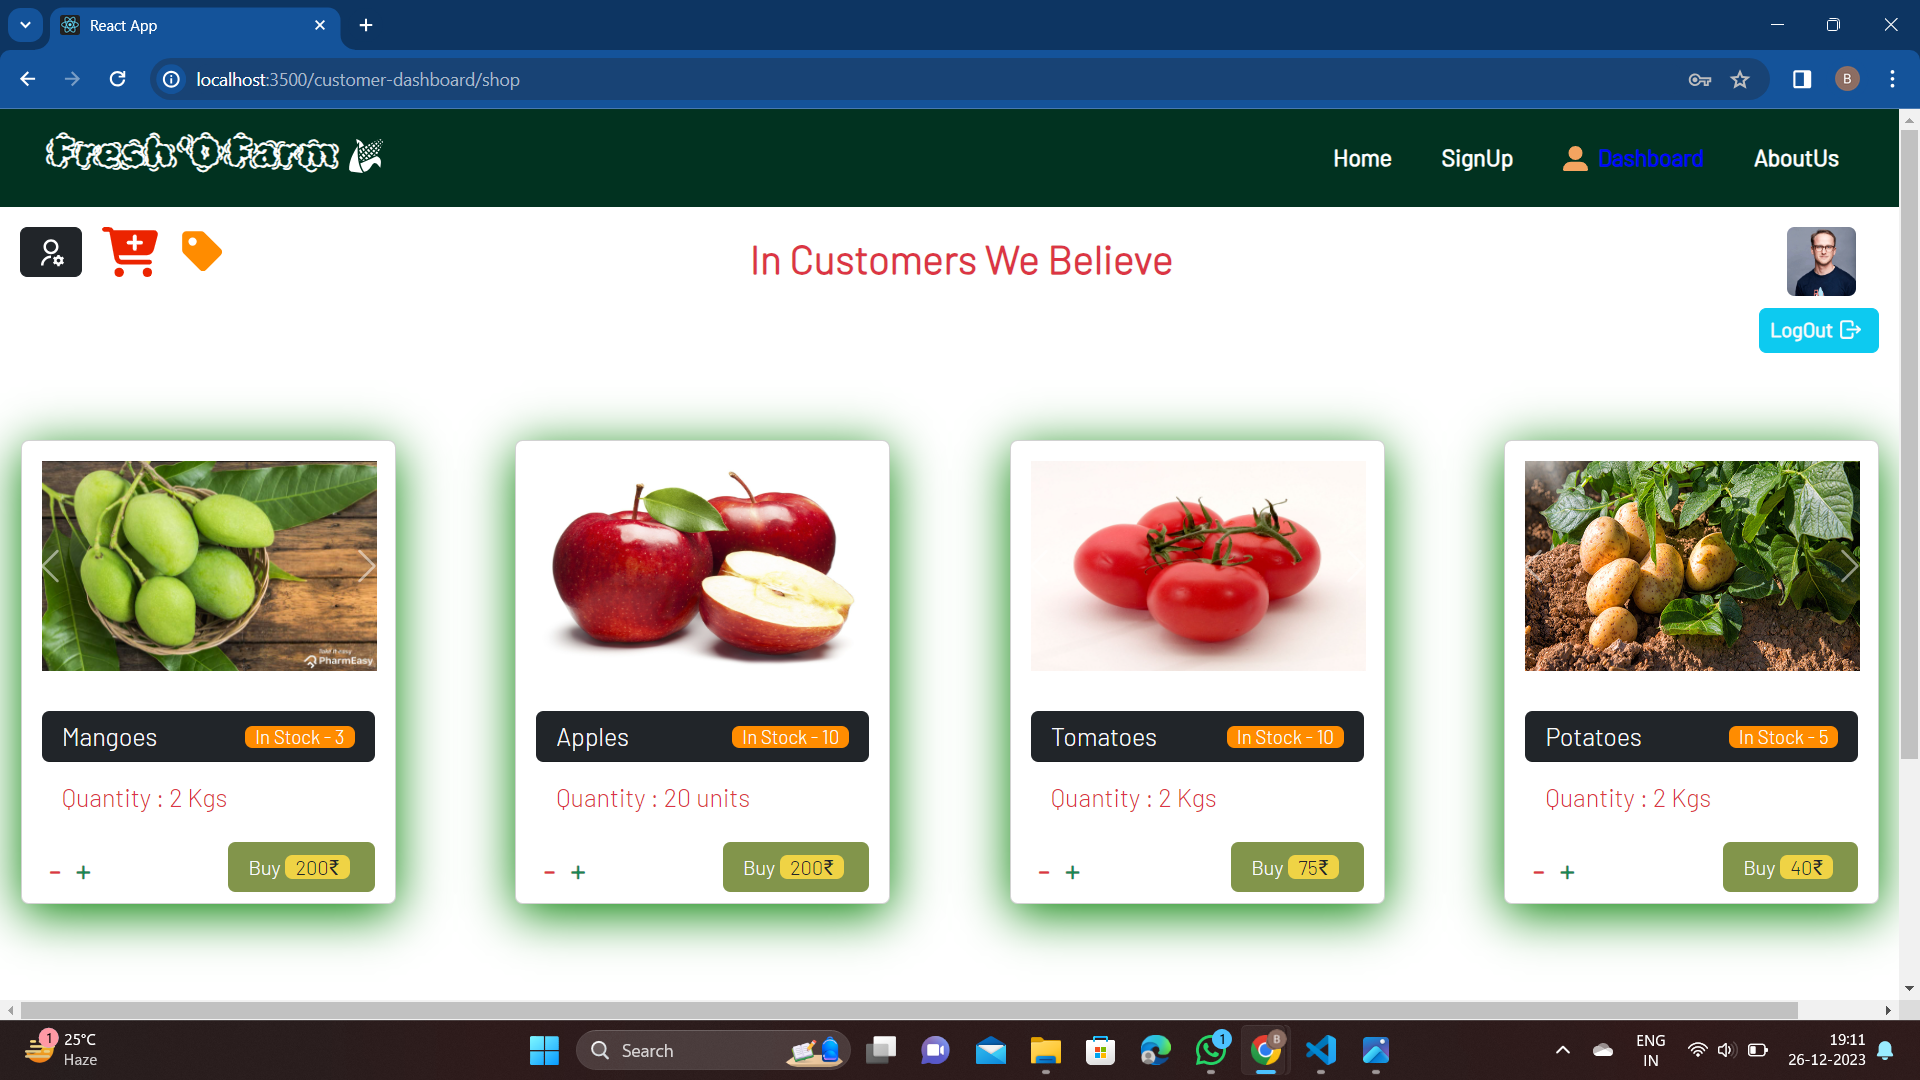 React App
localhost:3500/customer-dashboard/shop
B
Fresh'O'Farm
Home
SignUp
Dashboard
AboutUs
In Customers We Believe
LogOut
PharmEasy
Mangoes
In Stock - 3
Quantity : 2 Kgs
- +
Buy 200₹
Apples
In Stock - 10
Quantity : 20 units
- +
Buy 200₹
Tomatoes
In Stock - 10
Quantity : 2 Kgs
- +
Buy 75₹
Potatoes
In Stock - 5
Quantity : 2 Kgs
- +
Buy 40₹
1
25°C
Haze
Search
1
B
ENG
IN
19:11
26-12-2023